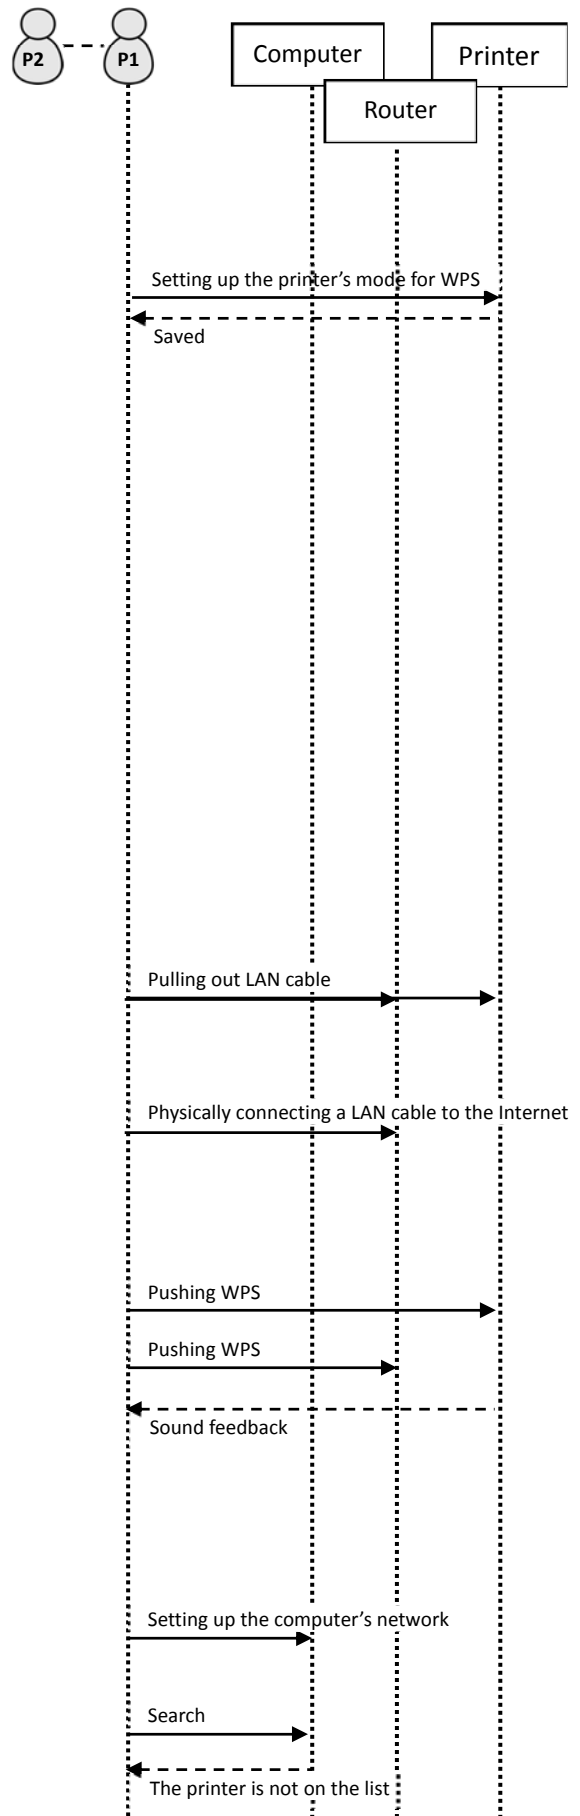 P2
P1
Computer
Printer
Router
Setting up the printer’s mode for WPS
Saved
Pulling out LAN cable
Physically connecting a LAN cable to the Internet
Pushing WPS
Pushing WPS
Sound feedback
Setting up the computer’s network
Search
The printer is not on the list